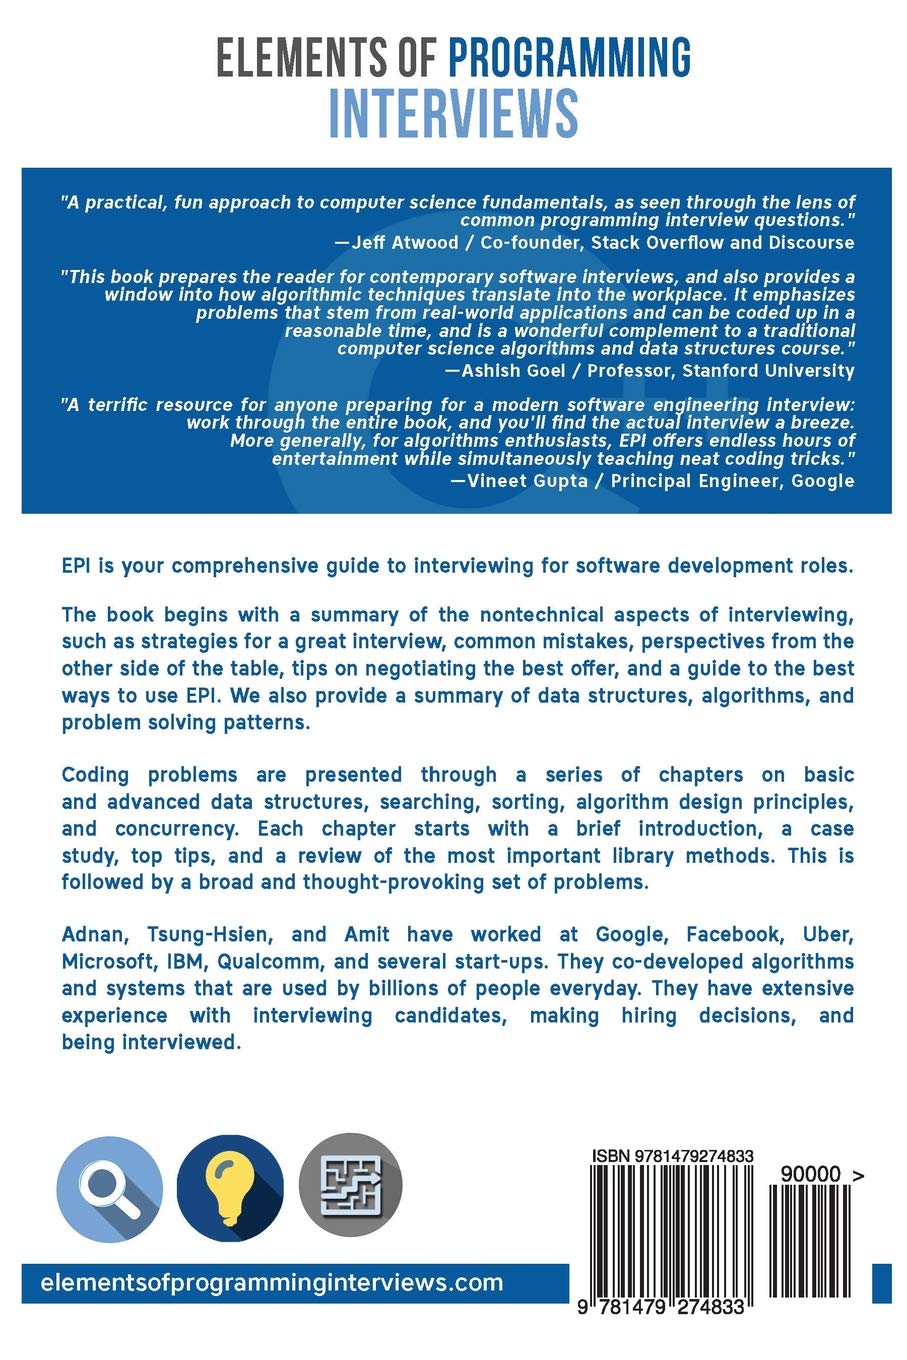 ELEMENTS OF PROGRAMMING
INTERVIEWS
"A practical, fun approach to computer science fundamentals, as seen through the lens of
common programming interview questions."
—Jeff Atwood / Co-founder, Stack Overflow and Discourse
"This book prepares the reader for contemporary software interviews, and also provides a
window into how algorithmic techniques translate into the workplace. It emphasizes
problems that stem from real-world applications and can be coded up in a
reasonable time, and is a wonderful complement to a traditional
computer science algorithms and data structures course."
—Ashish Goel / Professor, Stanford University
"A terrific resource for anyone preparing for a modern software engineering interview:
work through the entire book, and you'll find the actual interview a breeze.
More generally, for algorithms enthusiasts, EPI offers endless hours of
entertainment while simultaneously teaching neat coding tricks."
—Vineet Gupta / Principal Engineer, Google
EPI is your comprehensive guide to interviewing for software development roles.
The book begins with a summary of the nontechnical aspects of interviewing,
such as strategies for a great interview, common mistakes, perspectives from the
other side of the table, tips on negotiating the best offer, and a guide to the best
ways to use EPI. We also provide a summary of data structures, algorithms, and
problem solving patterns.
Coding problems are presented through a series of chapters on basic
and advanced data structures, searching, sorting, algorithm design principles,
and concurrency. Each chapter starts with a brief introduction, a case
study, top tips, and a review of the most important library methods. This is
followed by a broad and thought-provoking set of problems.
Adnan, Tsung-Hsien, and Amit have worked at Google, Facebook, Uber,
Microsoft, IBM, Qualcomm, and several start-ups. They co-developed algorithms
and systems that are used by billions of people everyday. They have extensive
experience with interviewing candidates, making hiring decisions, and
being interviewed.
ISBN 9781479274833
90000 >
elementsofprogramminginterviews.com
9 781479 274833